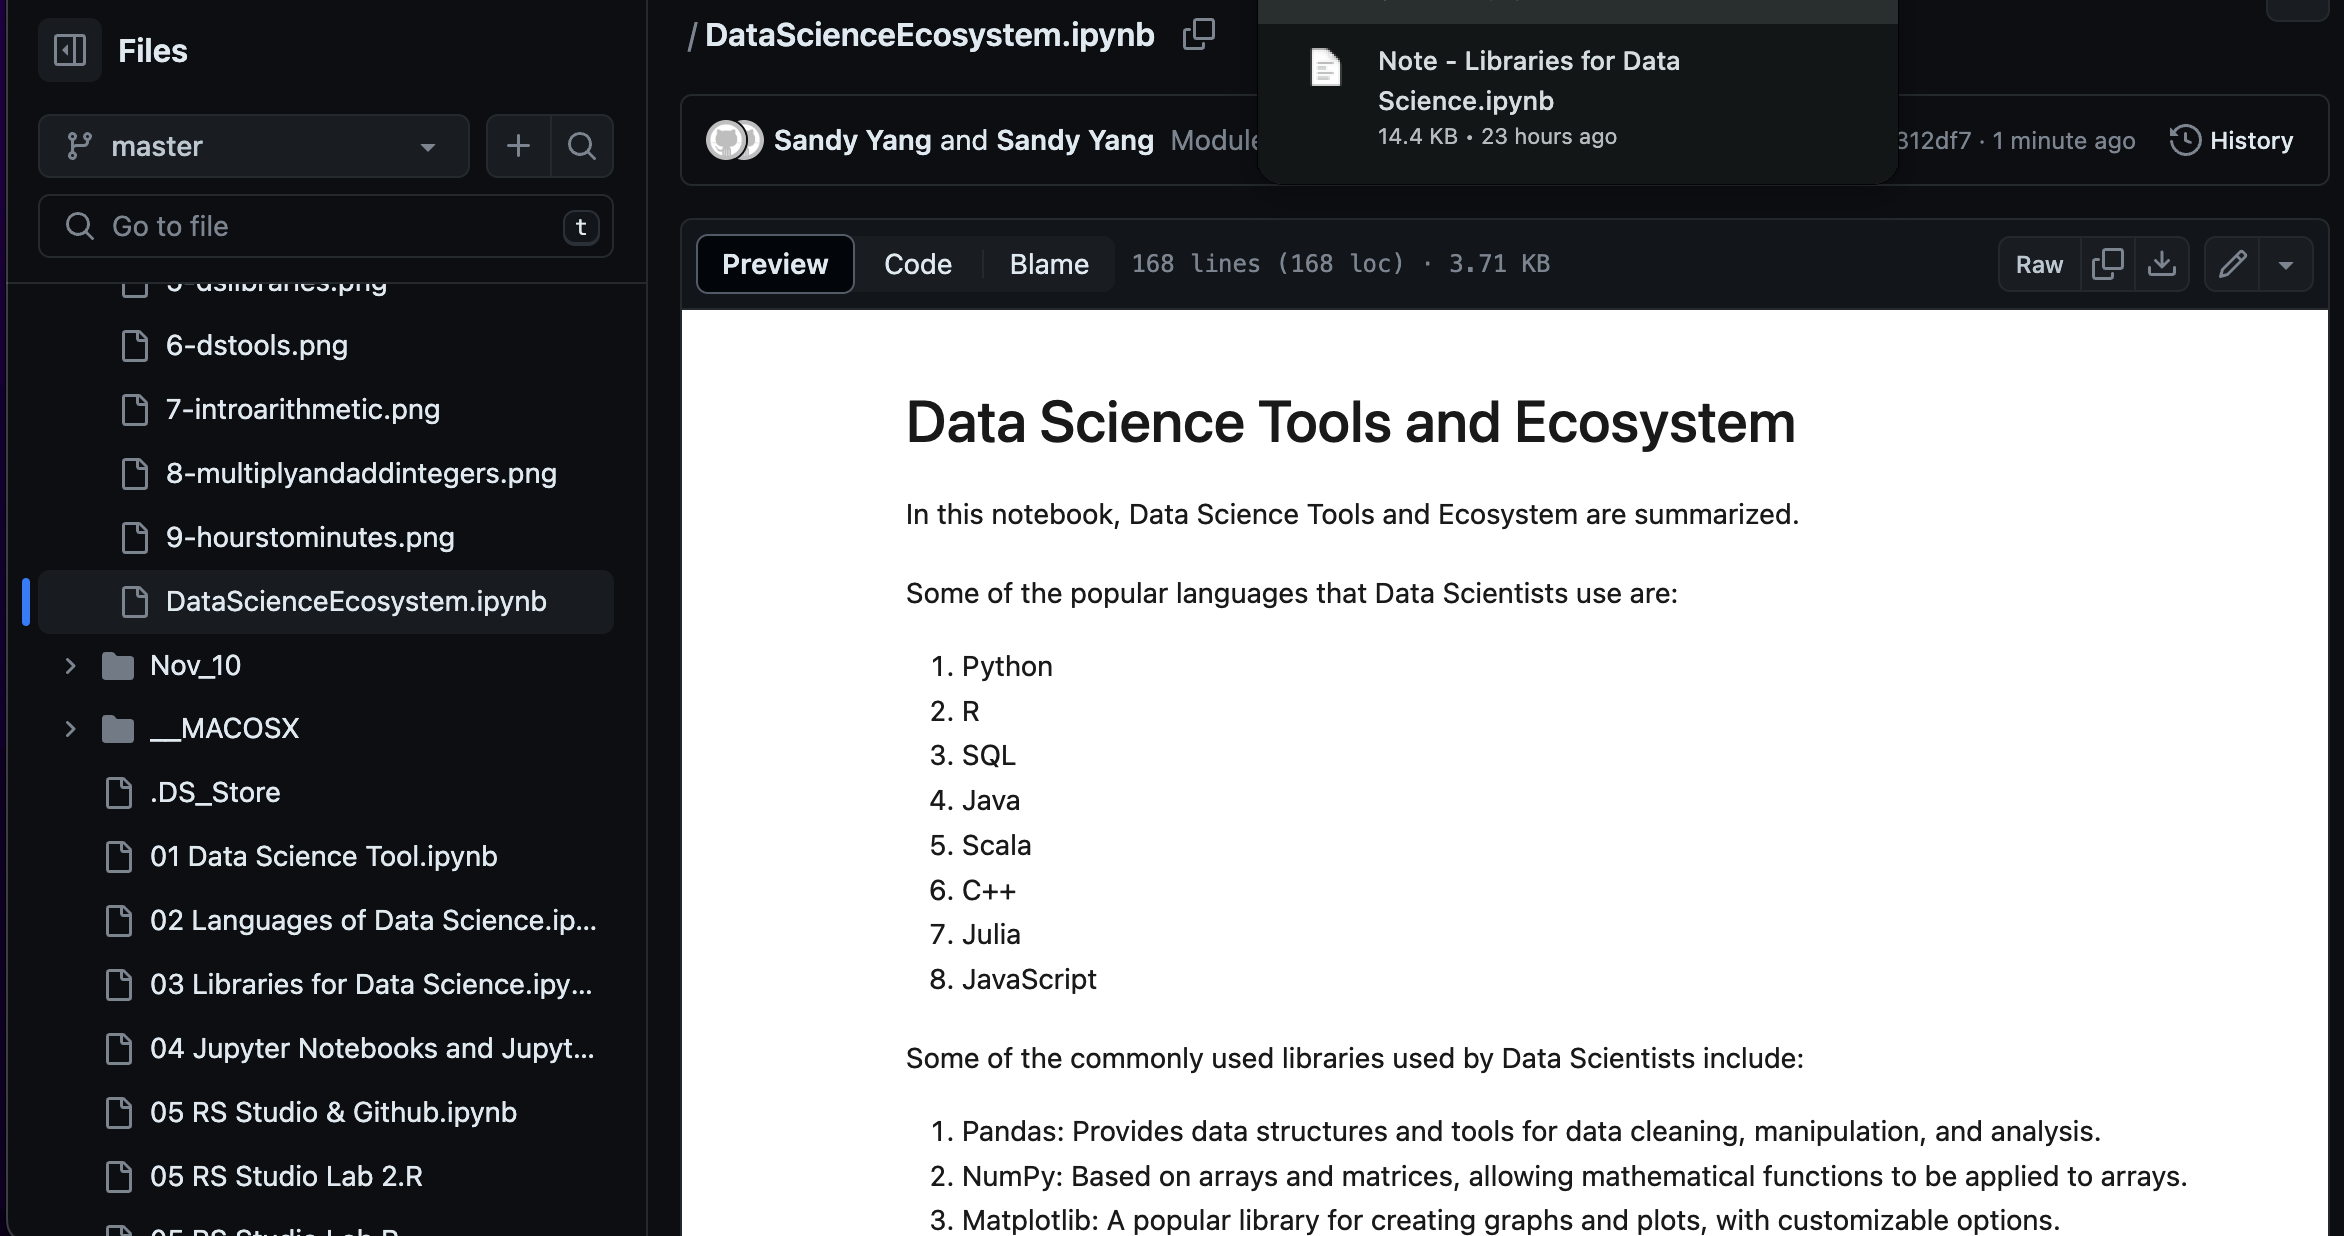 Files
master
Go to file
t
5-dslibraries.png
6-dstools.png
7-introarithmetic.png
8-multiplyandaddintegers.png
9-hourstominutes.png
DataScienceEcosystem.ipynb
Nov_10
__MACOSX
.DS_Store
01 Data Science Tool.ipynb
02 Languages of Data Science.ip...
03 Libraries for Data Science.ipy...
04 Jupyter Notebooks and Jupyt...
05 RS Studio & Github.ipynb
05 RS Studio Lab 2.R
05 RS Studio Lab.R
/ DataScienceEcosystem.ipynb
Note - Libraries for Data
Science.ipynb
14.4 KB • 23 hours ago
Sandy Yang and Sandy Yang Module
312df7 · 1 minute ago
History
Preview Code Blame 168 lines (168 loc) · 3.71 KB
Raw
Data Science Tools and Ecosystem
In this notebook, Data Science Tools and Ecosystem are summarized.
Some of the popular languages that Data Scientists use are:
1. Python
2. R
3. SQL
4. Java
5. Scala
6. C++
7. Julia
8. JavaScript
Some of the commonly used libraries used by Data Scientists include:
1. Pandas: Provides data structures and tools for data cleaning, manipulation, and analysis.
2. NumPy: Based on arrays and matrices, allowing mathematical functions to be applied to arrays.
3. Matplotlib: A popular library for creating graphs and plots, with customizable options.